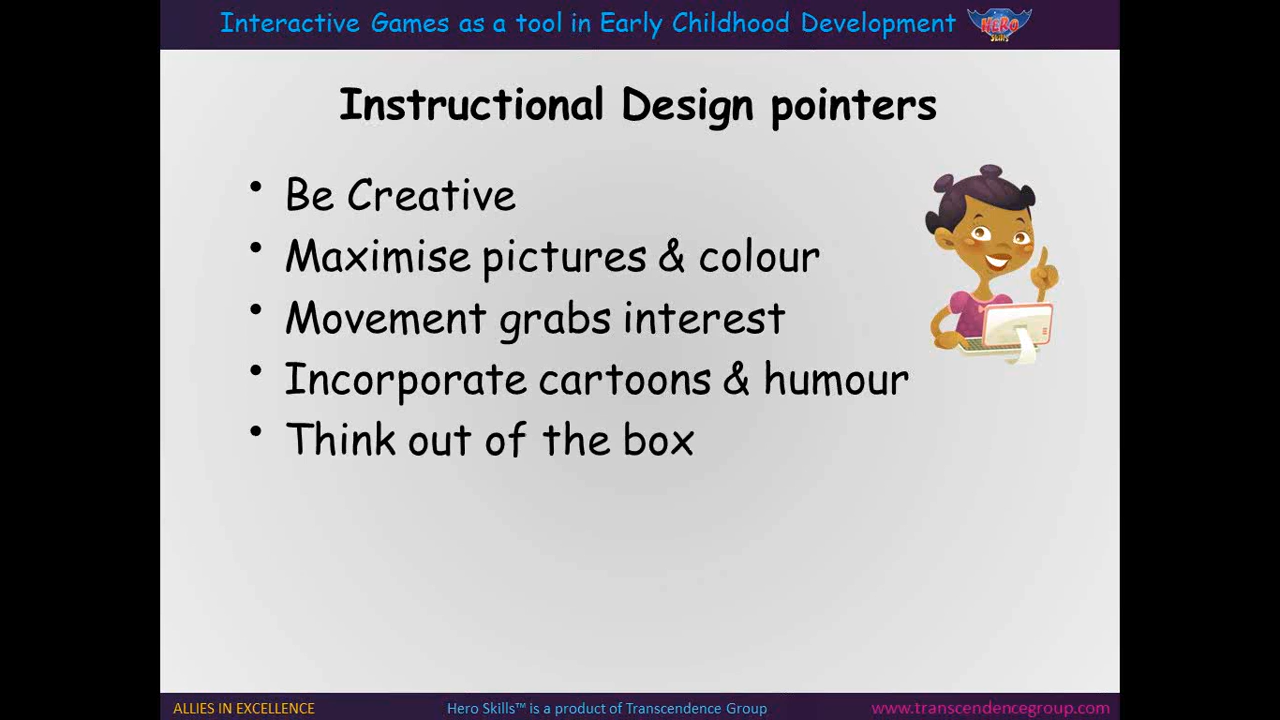 Interactive Games as a tool in Early Childhood Development
HERO
Skills
Instructional Design pointers
• Be Creative
• Maximise pictures & colour
• Movement grabs interest
• Incorporate cartoons & humour
• Think out of the box
ALLIES IN EXCELLENCE
Hero Skills™ is a product of Transcendence Group
www.transcendencegroup.com